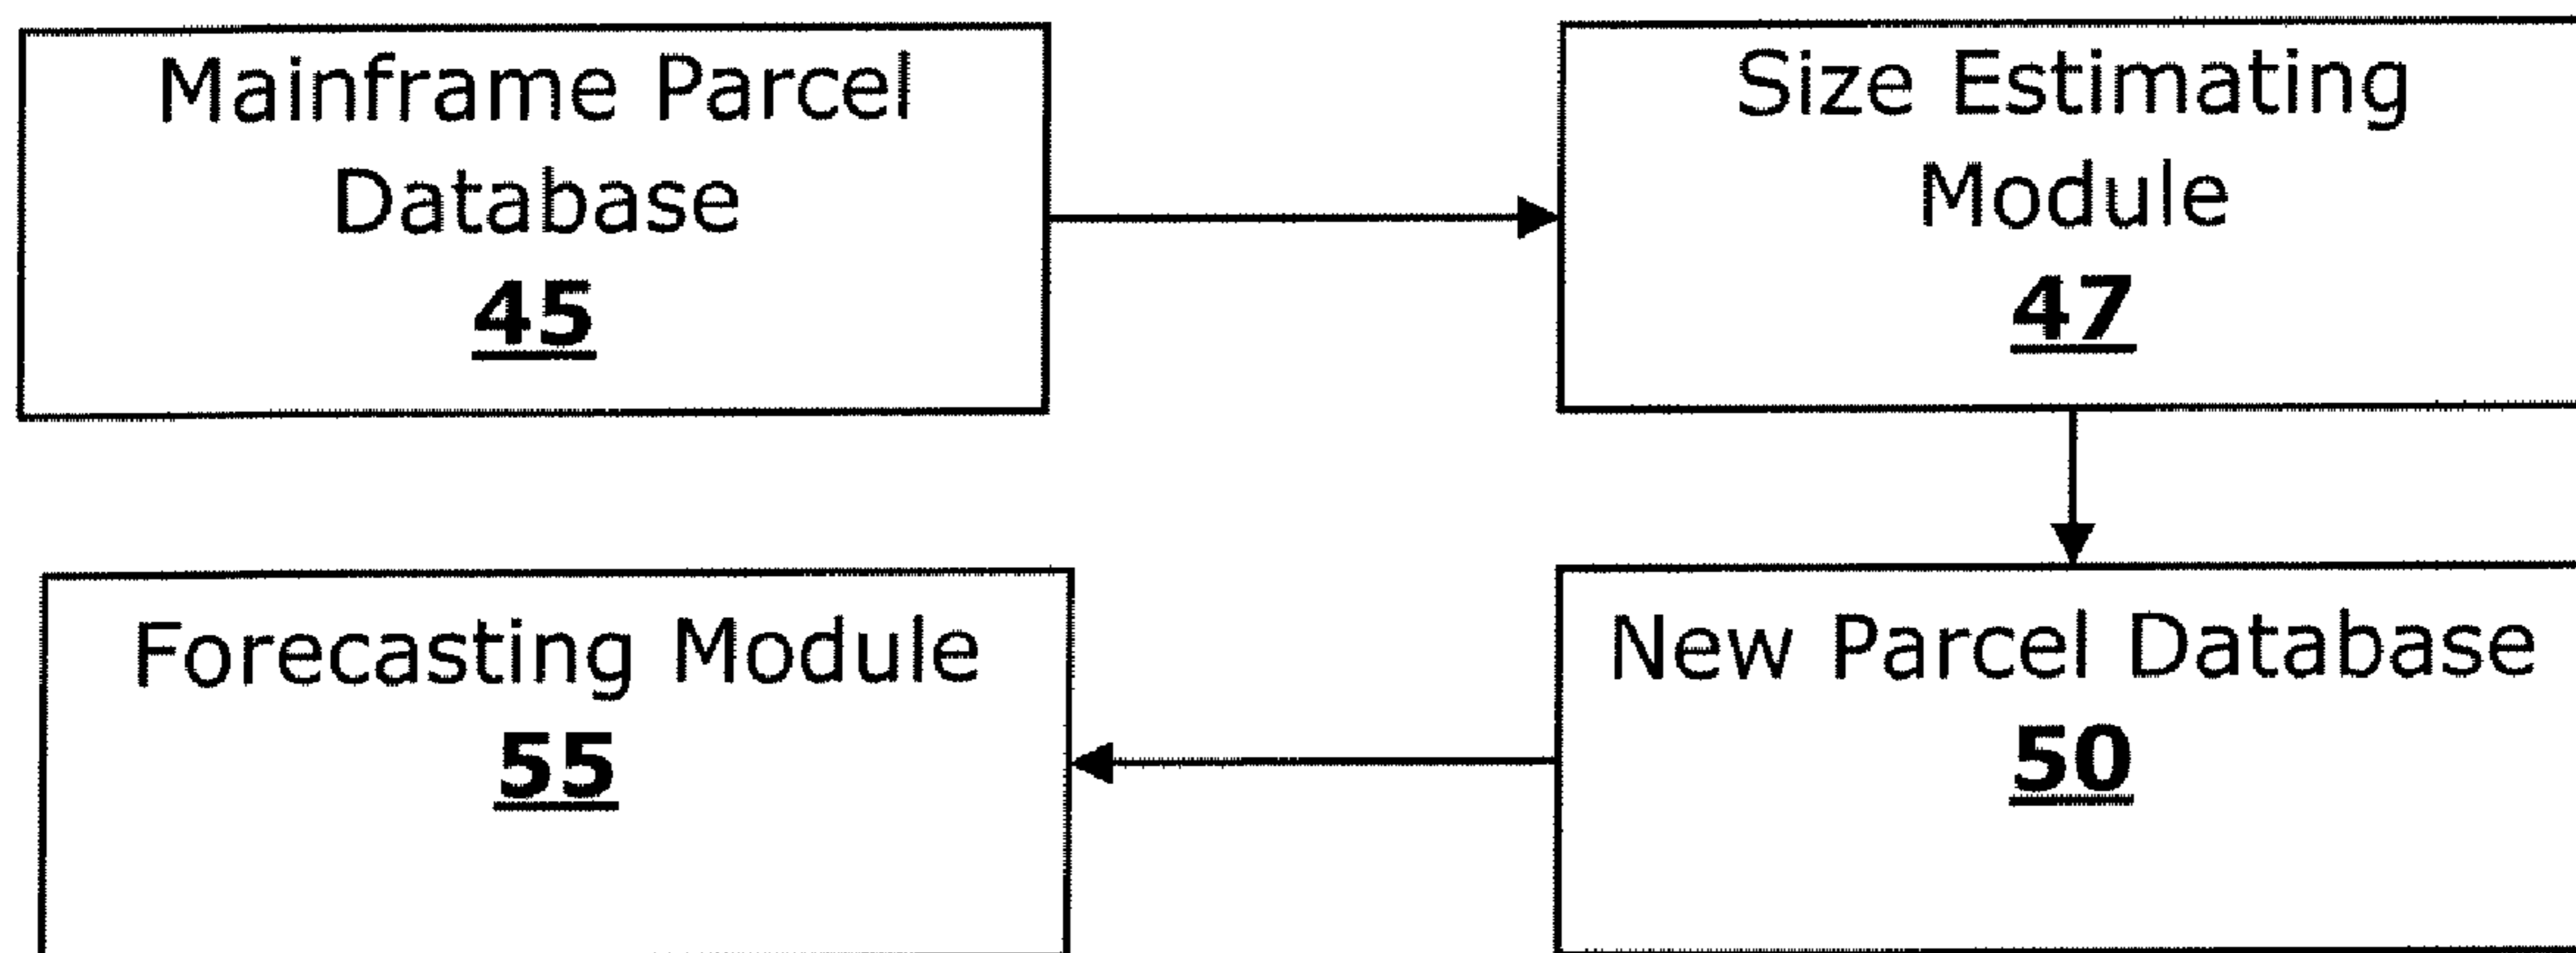 Mainframe Parcel
Database
45
Size Estimating
Module
47
Forecasting Module
55
New Parcel Database
50